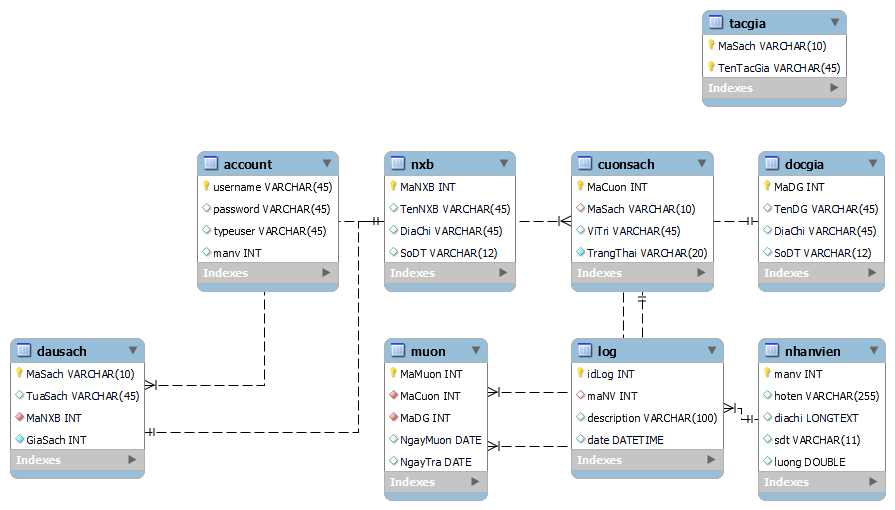 tacgia
MaSach VARCHAR(10)
TenTacGia VARCHAR(45)
Indexes
account
username VARCHAR(45)
password VARCHAR(45)
typeuser VARCHAR(45)
manv INT
Indexes
nxb
MaNXB INT
TenNXB VARCHAR(45)
DiaChi VARCHAR(45)
SoDT VARCHAR(12)
Indexes
cuonsach
MaCuon INT
MaSach VARCHAR(10)
ViTri VARCHAR(45)
TrangThai VARCHAR(20)
Indexes
docgia
MaDG INT
TenDG VARCHAR(45)
DiaChi VARCHAR(45)
SoDT VARCHAR(12)
Indexes
dausach
MaSach VARCHAR(10)
TuaSach VARCHAR(45)
MaNXB INT
GiaSach INT
Indexes
muon
MaMuon INT
MaCuon INT
MaDG INT
NgayMuon DATE
NgayTra DATE
Indexes
log
idLog INT
maNV INT
description VARCHAR(100)
date DATETIME
Indexes
nhanvien
manv INT
hoten VARCHAR(255)
diachi LONGTEXT
sdt VARCHAR(11)
luong DOUBLE
Indexes